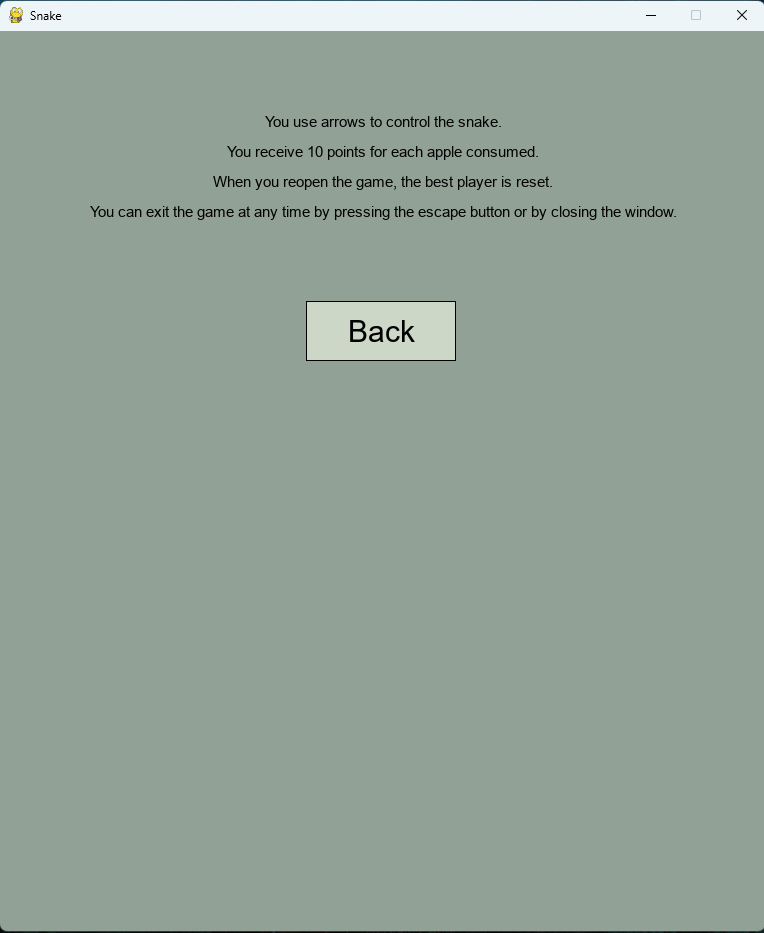 Snake
You use arrows to control the snake.
You receive 10 points for each apple consumed.
When you reopen the game, the best player is reset.
You can exit the game at any time by pressing the escape button or by closing the window.
Back